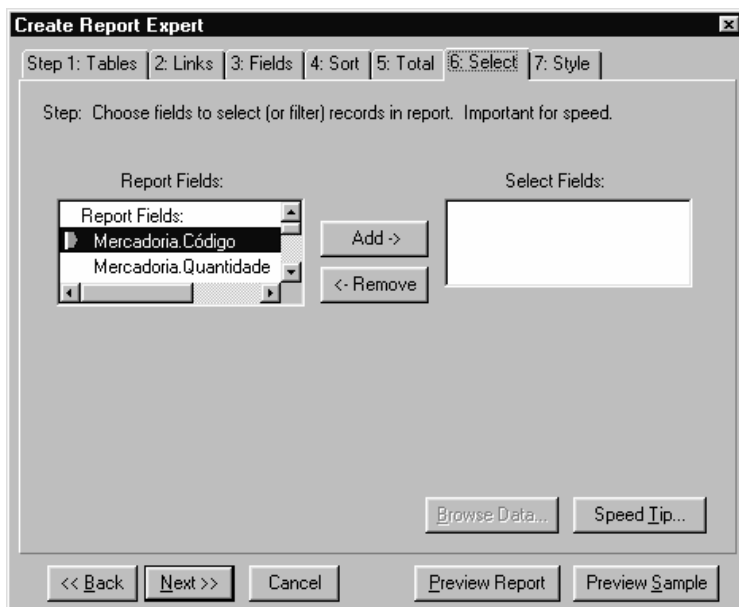 Create Report Expert
Step 1: Tables 2: Links 3: Fields 4: Sort 5: Total 6: Select 7: Style
Step: Choose fields to select (or filter) records in report. Important for speed.
Report Fields: Select Fields:
Report Fields:
Mercadoria.Código
Mercadoria.Quantidade
Add ->
<- Remove
Browse Data... Speed Tip...
<< Back Next >> Cancel Preview Report Preview Sample